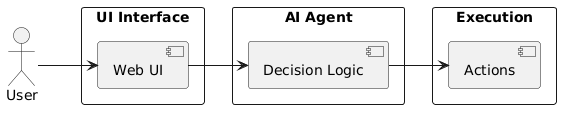 UI Interface
AI Agent
Execution
Web UI
Decision Logic
Actions
User